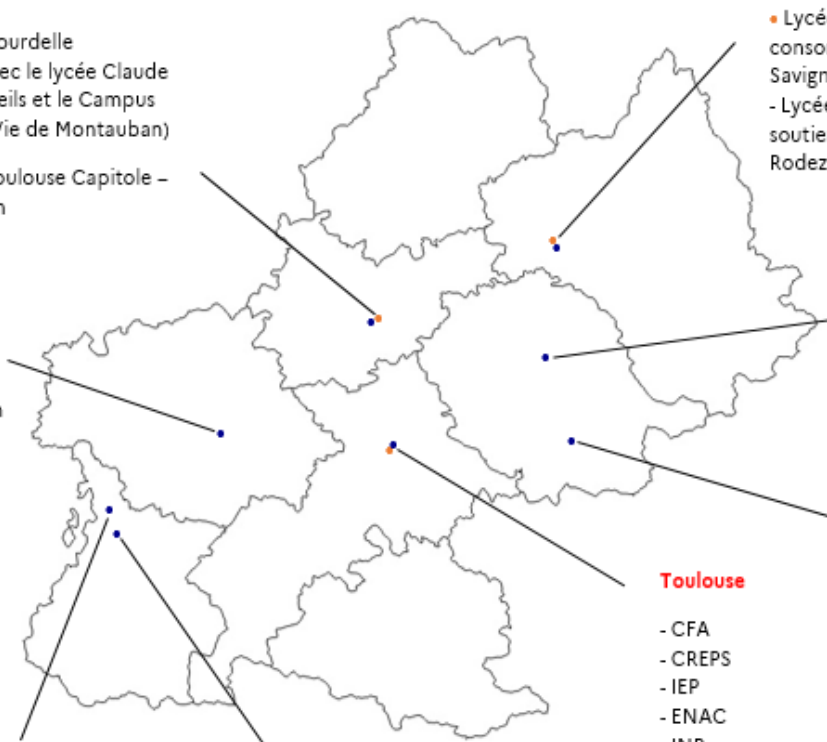 ourdelle
ec le lycée Claude
eils et le Campus
Vie de Montauban)
oulouse Capitole –
n
n
• Lycé
conso
Savign
- Lycée
soutie
Rodez
Toulouse
- CFA
- CREPS
- IEP
- ENAC
- INP